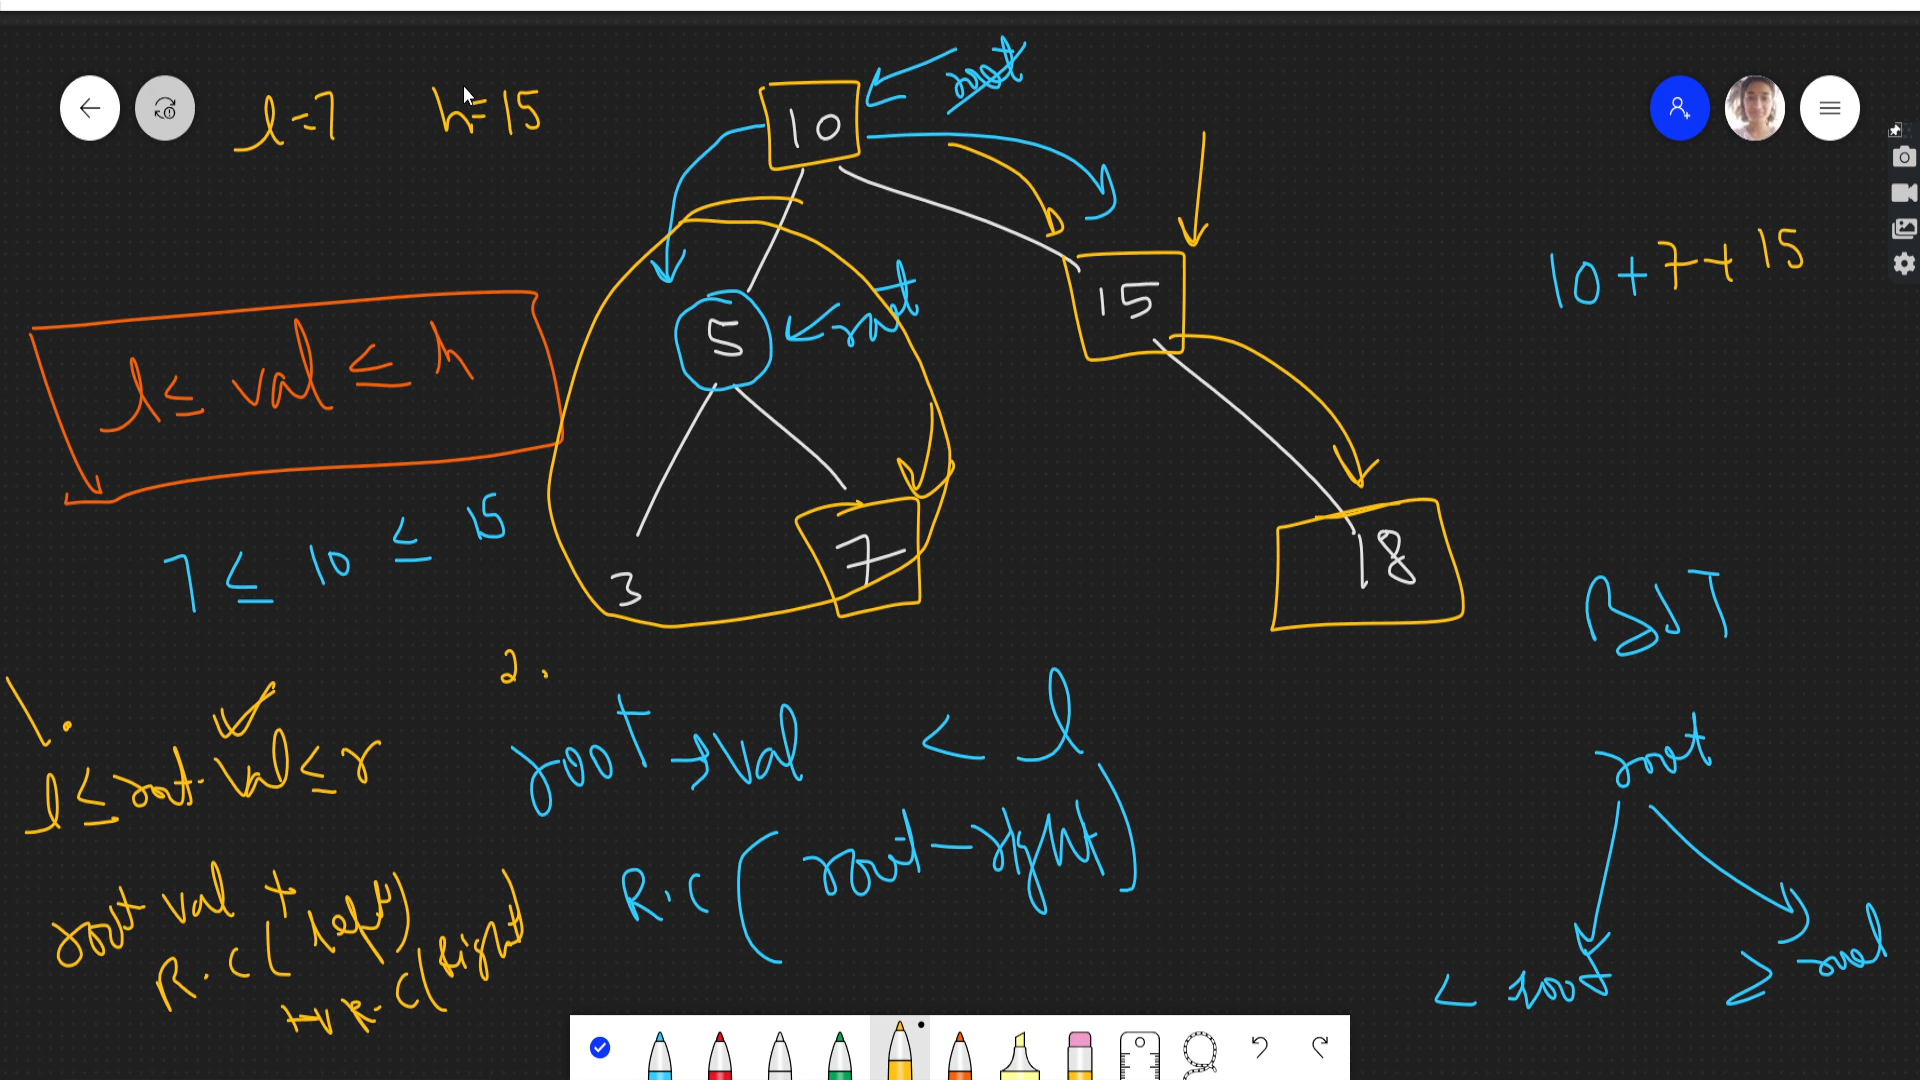 l=7 h=15
10 ← root
5 ← root
15
10 + 7 + 15
l ≤ val ≤ h
3
7
18
7 ≤ 10 ≤ 15
BST
1.
l ≤ root.val ≤ r
2.
root → val < l
R.C (root-right)
root val +
R.C (left)
+ R.C (Right)
root
< root
≥